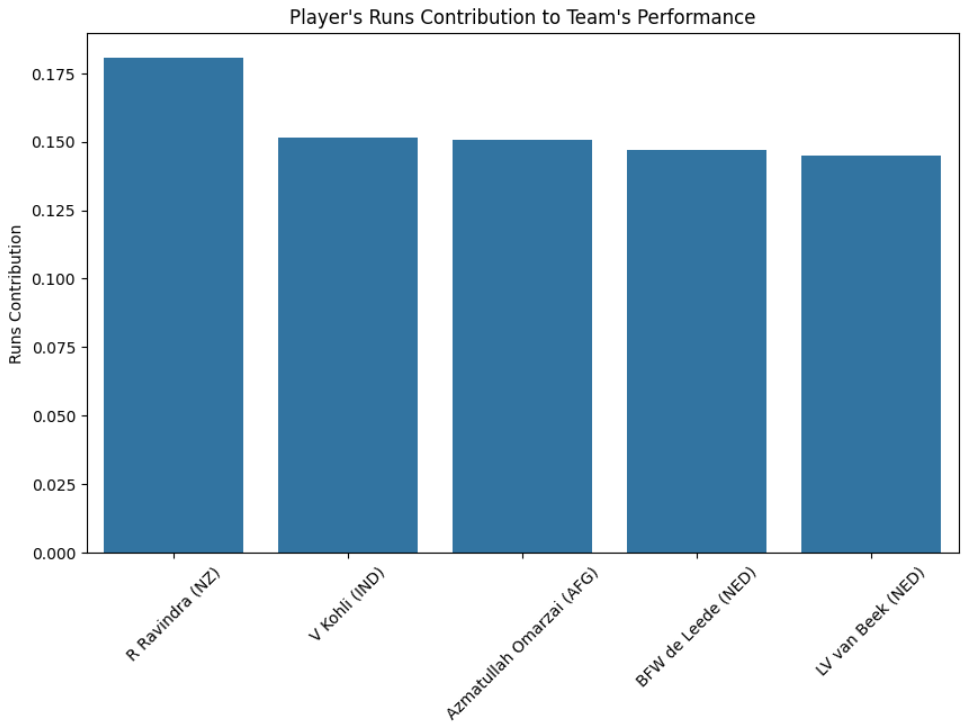 Player's Runs Contribution to Team's Performance
Runs Contribution
0.175
0.150
0.125
0.100
0.075
0.050
0.025
0.000
R Ravindra (NZ)
V Kohli (IND)
Azmatullah Omarzai (AFG)
BFW de Leede (NED)
LV van Beek (NED)